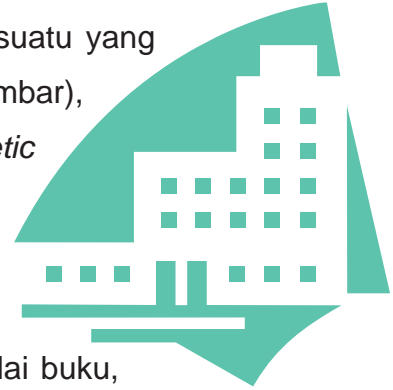 suatu yang
mbar),
etic
lai buku,